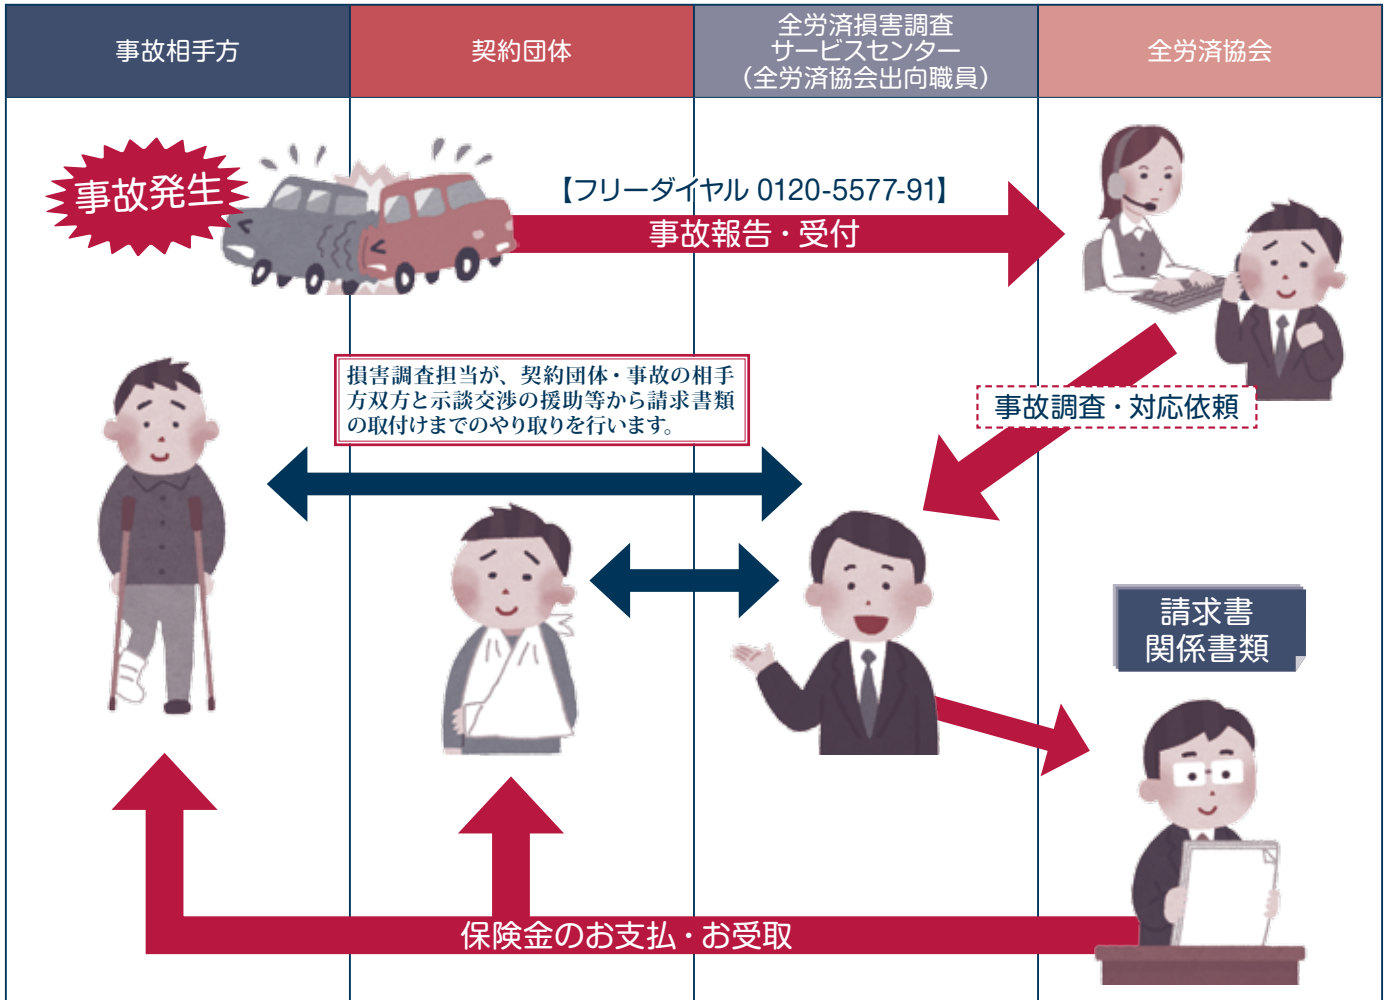 事故相手方
契約団体
全労済損害調査
サービスセンター
（全労済協会出向職員）
全労済協会
事故発生
【フリーダイヤル 0120-5577-91】
事故報告・受付
損害調査担当が、契約団体・事故の相手
方双方と示談交渉の援助等から請求書類
の取付けまでのやり取りを行います。
事故調査・対応依頼
請求書
関係書類
保険金のお支払・お受取